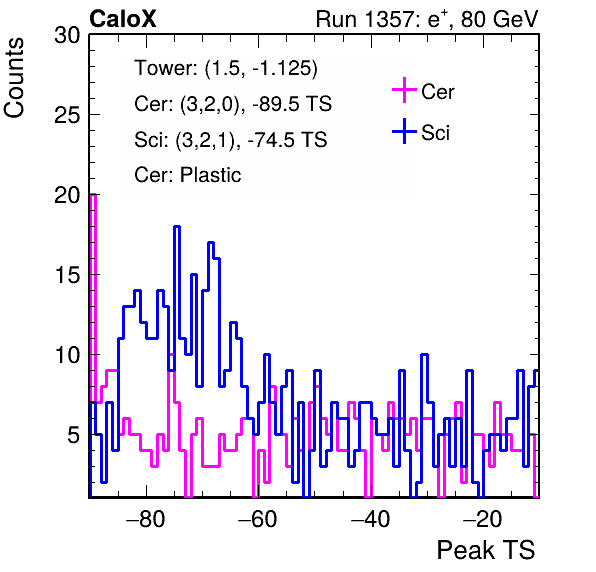 CaloX Run 1357: e⁺, 80 GeV
Counts
30
25
20
15
10
5
Tower: (1.5, -1.125)
Cer: (3,2,0), -89.5 TS
Sci: (3,2,1), -74.5 TS
Cer: Plastic
Cer
Sci
−80 −60 −40 −20
Peak TS